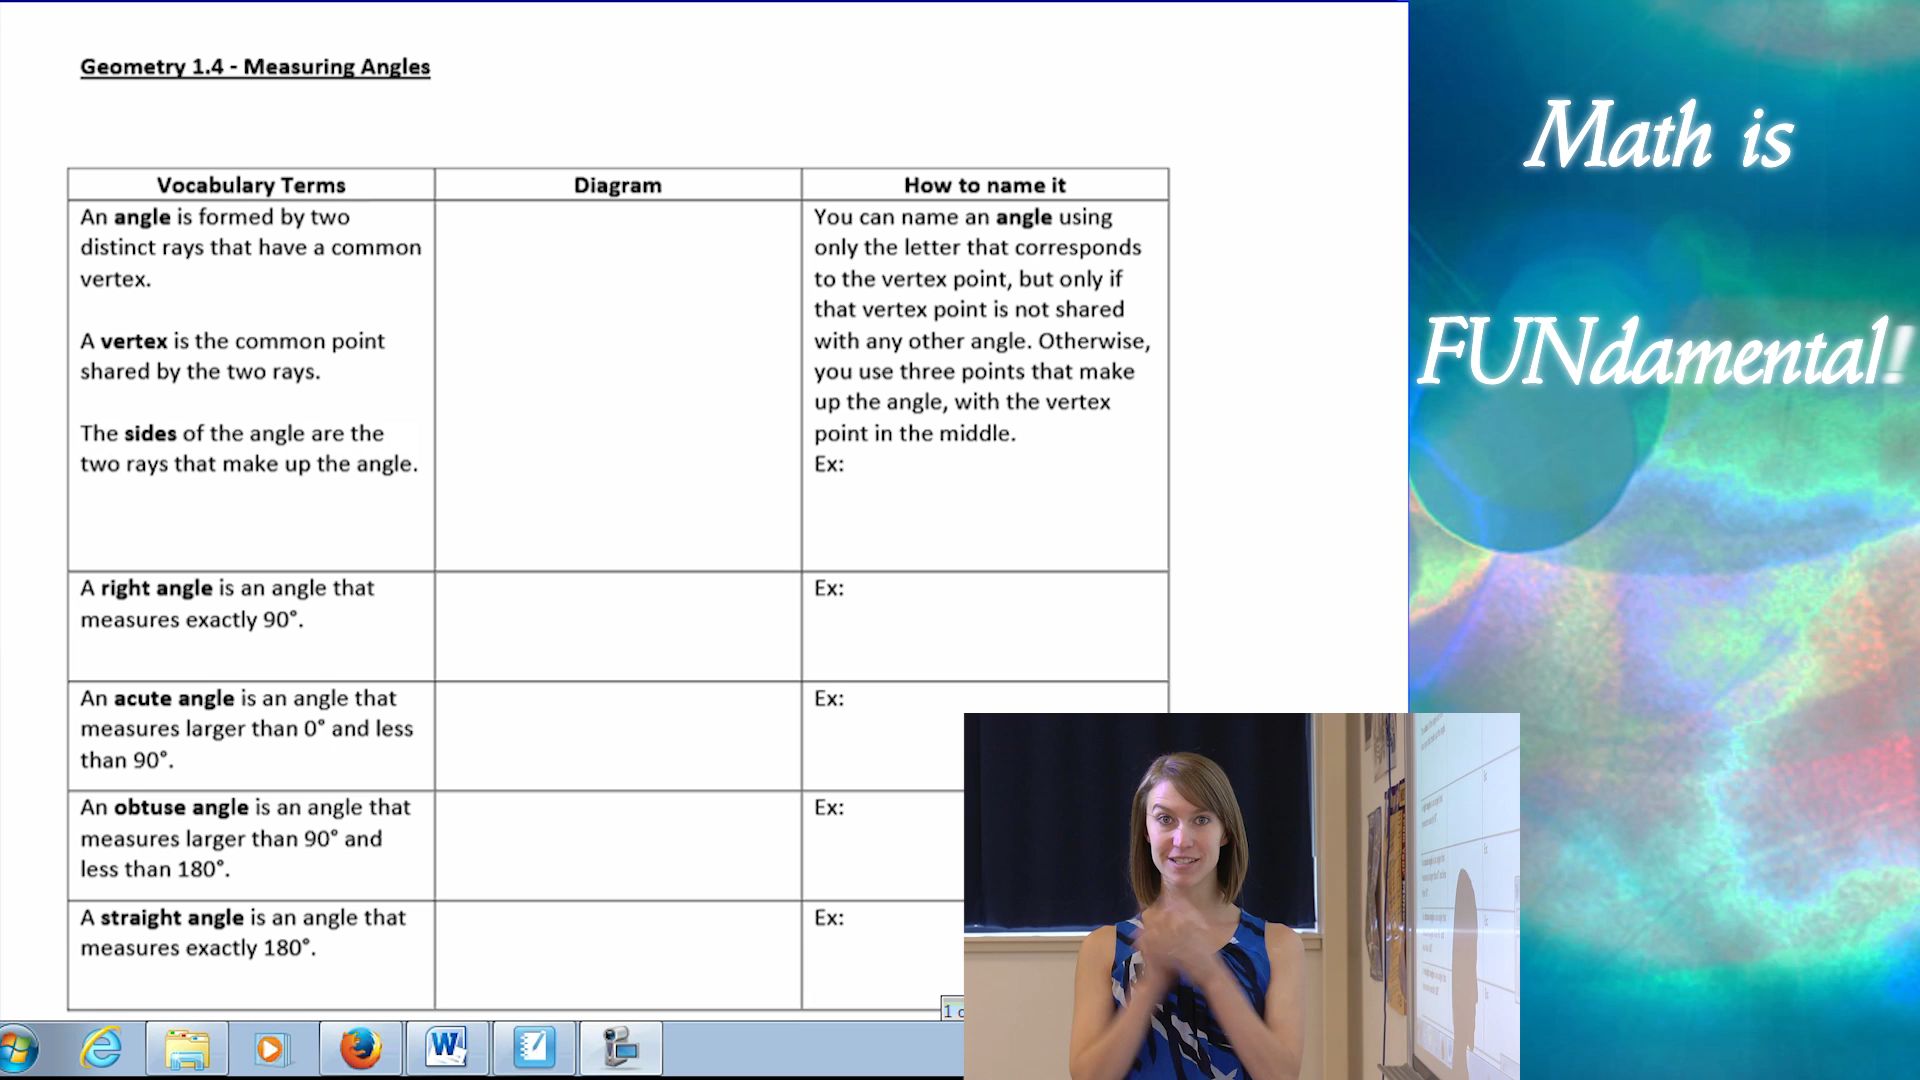 Geometry 1.4 - Measuring Angles
Vocabulary Terms
Diagram
How to name it
An angle is formed by two
distinct rays that have a common
vertex.
A vertex is the common point
shared by the two rays.
The sides of the angle are the
two rays that make up the angle.
You can name an angle using
only the letter that corresponds
to the vertex point, but only if
that vertex point is not shared
with any other angle. Otherwise,
you use three points that make
up the angle, with the vertex
point in the middle.
Ex:
A right angle is an angle that
measures exactly 90°.
Ex:
An acute angle is an angle that
measures larger than 0° and less
than 90°.
Ex:
An obtuse angle is an angle that
measures larger than 90° and
less than 180°.
Ex:
A straight angle is an angle that
measures exactly 180°.
Ex:
Math is
FUNdamental!